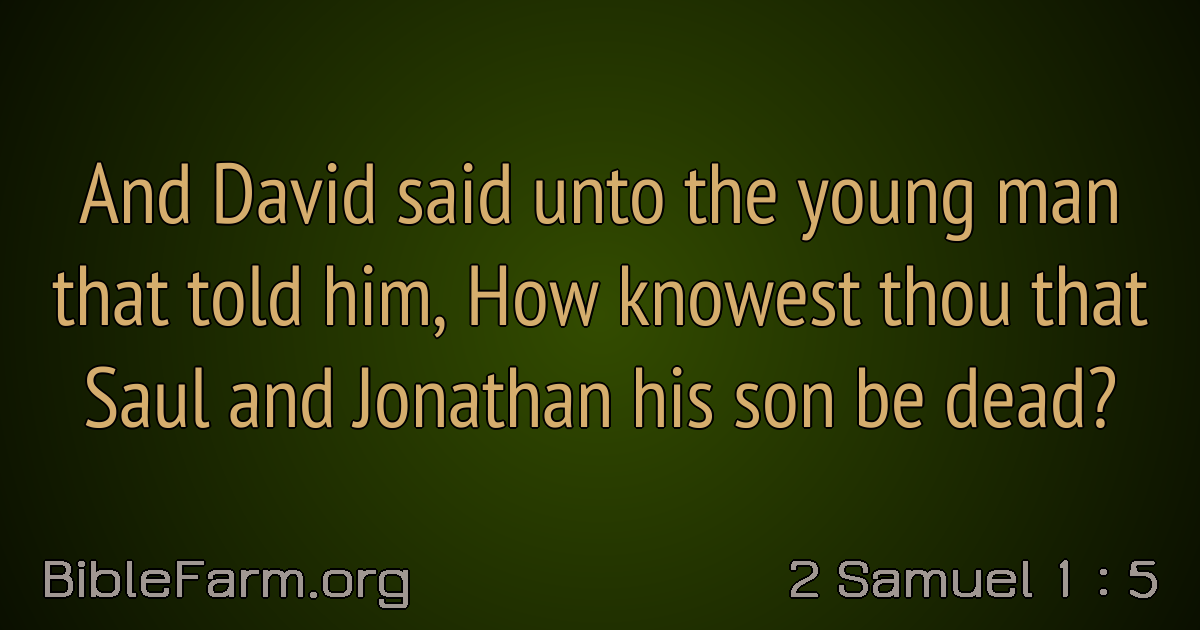 And David said unto the young man
that told him, How knowest thou that
Saul and Jonathan his son be dead?
BibleFarm.org
2 Samuel 1 : 5